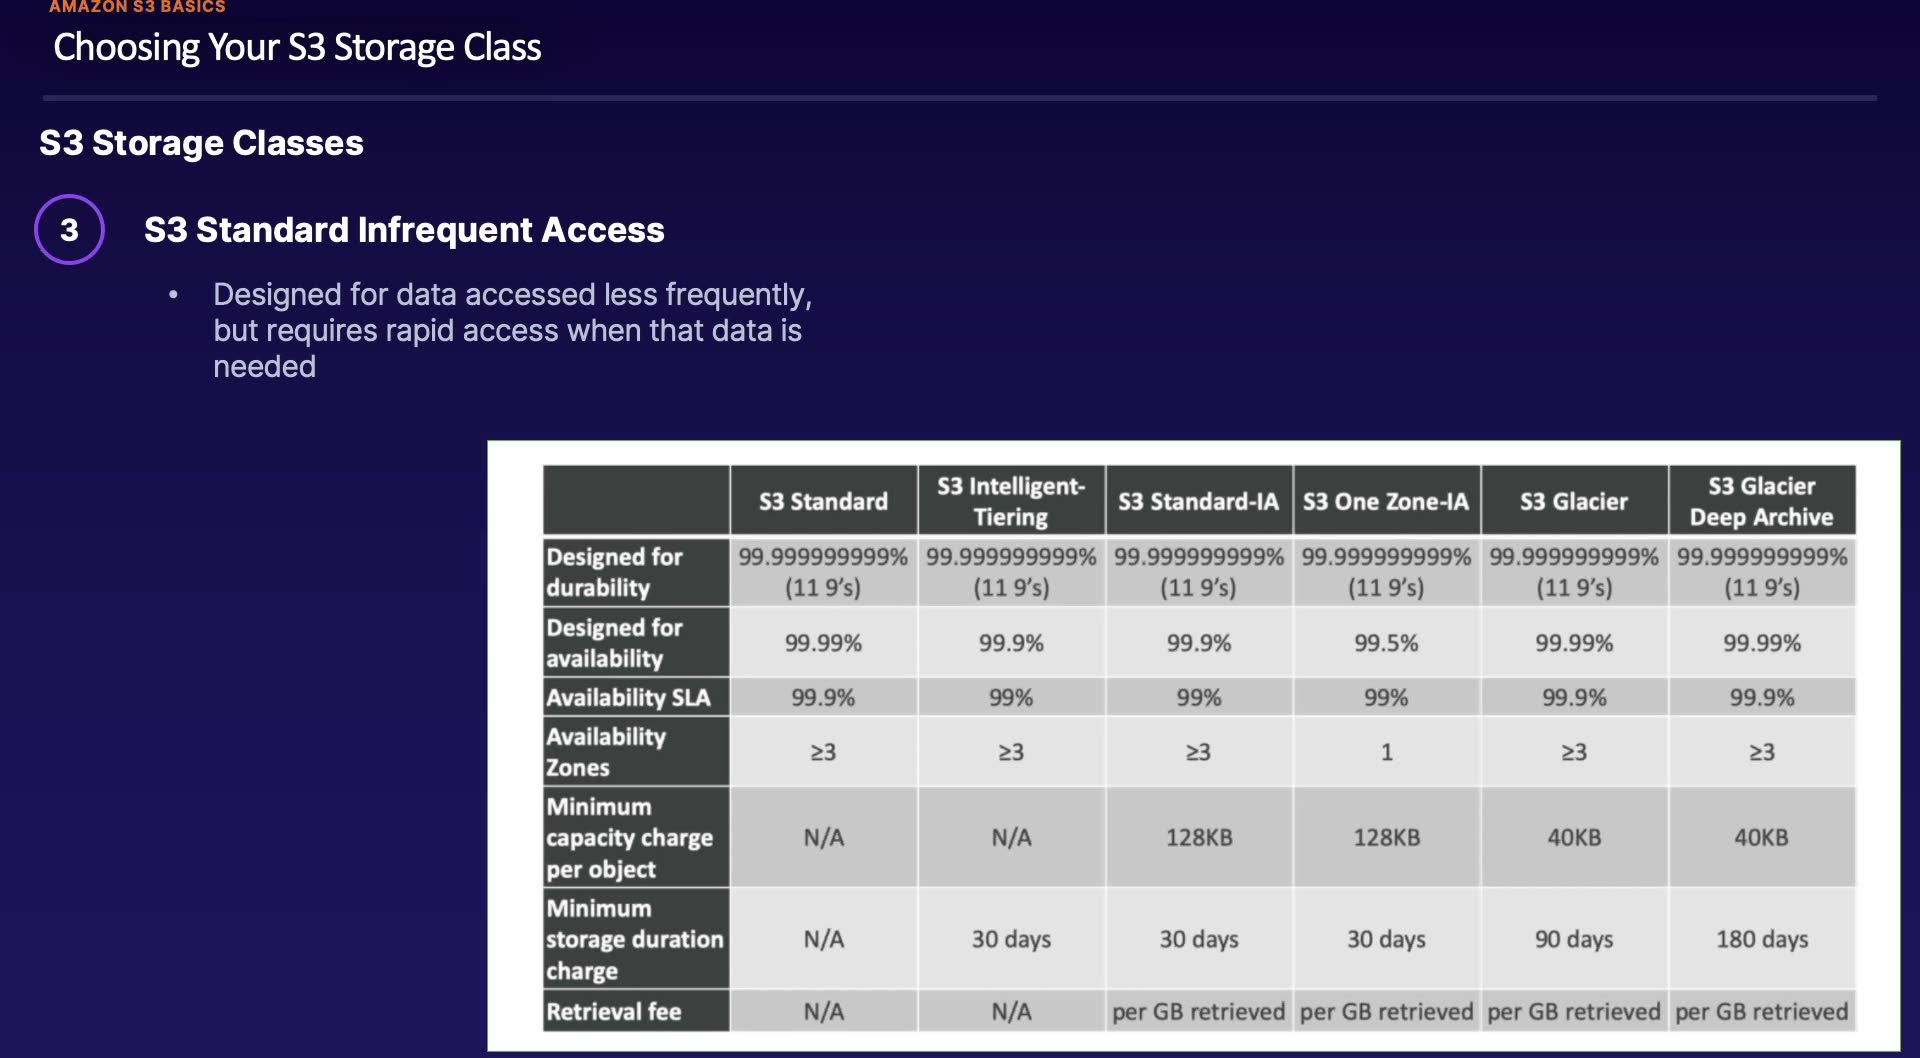 AMAZON S3 BASICS
Choosing Your S3 Storage Class
S3 Storage Classes
3
S3 Standard Infrequent Access
• Designed for data accessed less frequently,
but requires rapid access when that data is
needed
S3 Standard S3 Intelligent-Tiering S3 Standard-IA S3 One Zone-IA S3 Glacier S3 Glacier Deep Archive
Designed for durability 99.999999999% (11 9’s) 99.999999999% (11 9’s) 99.999999999% (11 9’s) 99.999999999% (11 9’s) 99.999999999% (11 9’s) 99.999999999% (11 9’s)
Designed for availability 99.99% 99.9% 99.9% 99.5% 99.99% 99.99%
Availability SLA 99.9% 99% 99% 99% 99.9% 99.9%
Availability Zones ≥3 ≥3 ≥3 1 ≥3 ≥3
Minimum capacity charge per object N/A N/A 128KB 128KB 40KB 40KB
Minimum storage duration charge N/A 30 days 30 days 30 days 90 days 180 days
Retrieval fee N/A N/A per GB retrieved per GB retrieved per GB retrieved per GB retrieved